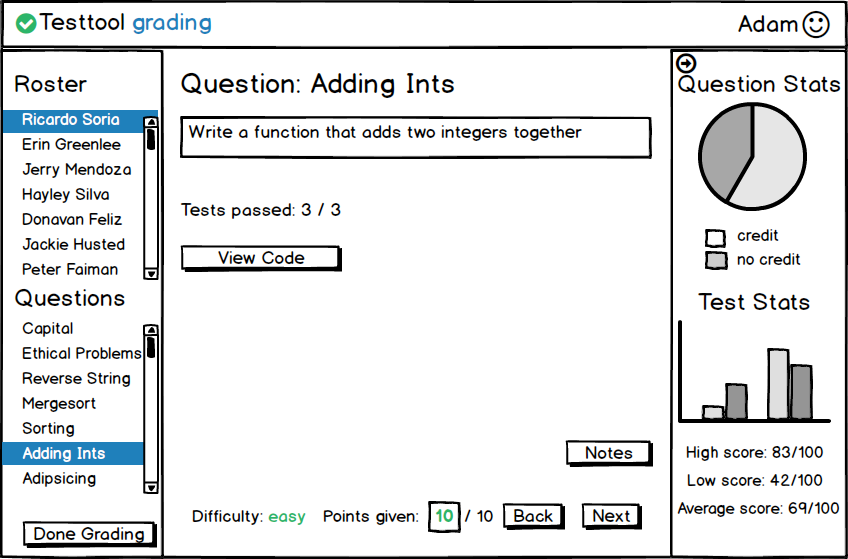 Testtool grading
Adam
Roster
Ricardo Soria
Erin Greenlee
Jerry Mendoza
Hayley Silva
Donavan Feliz
Jackie Husted
Peter Faiman
Questions
Capital
Ethical Problems
Reverse String
Mergesort
Sorting
Adding Ints
Adipsicing
Done Grading
Question: Adding Ints
Write a function that adds two integers together
Tests passed: 3 / 3
View Code
Notes
Difficulty: easy Points given: 10 / 10 Back Next
Question Stats
credit
no credit
Test Stats
High score: 83/100
Low score: 42/100
Average score: 69/100